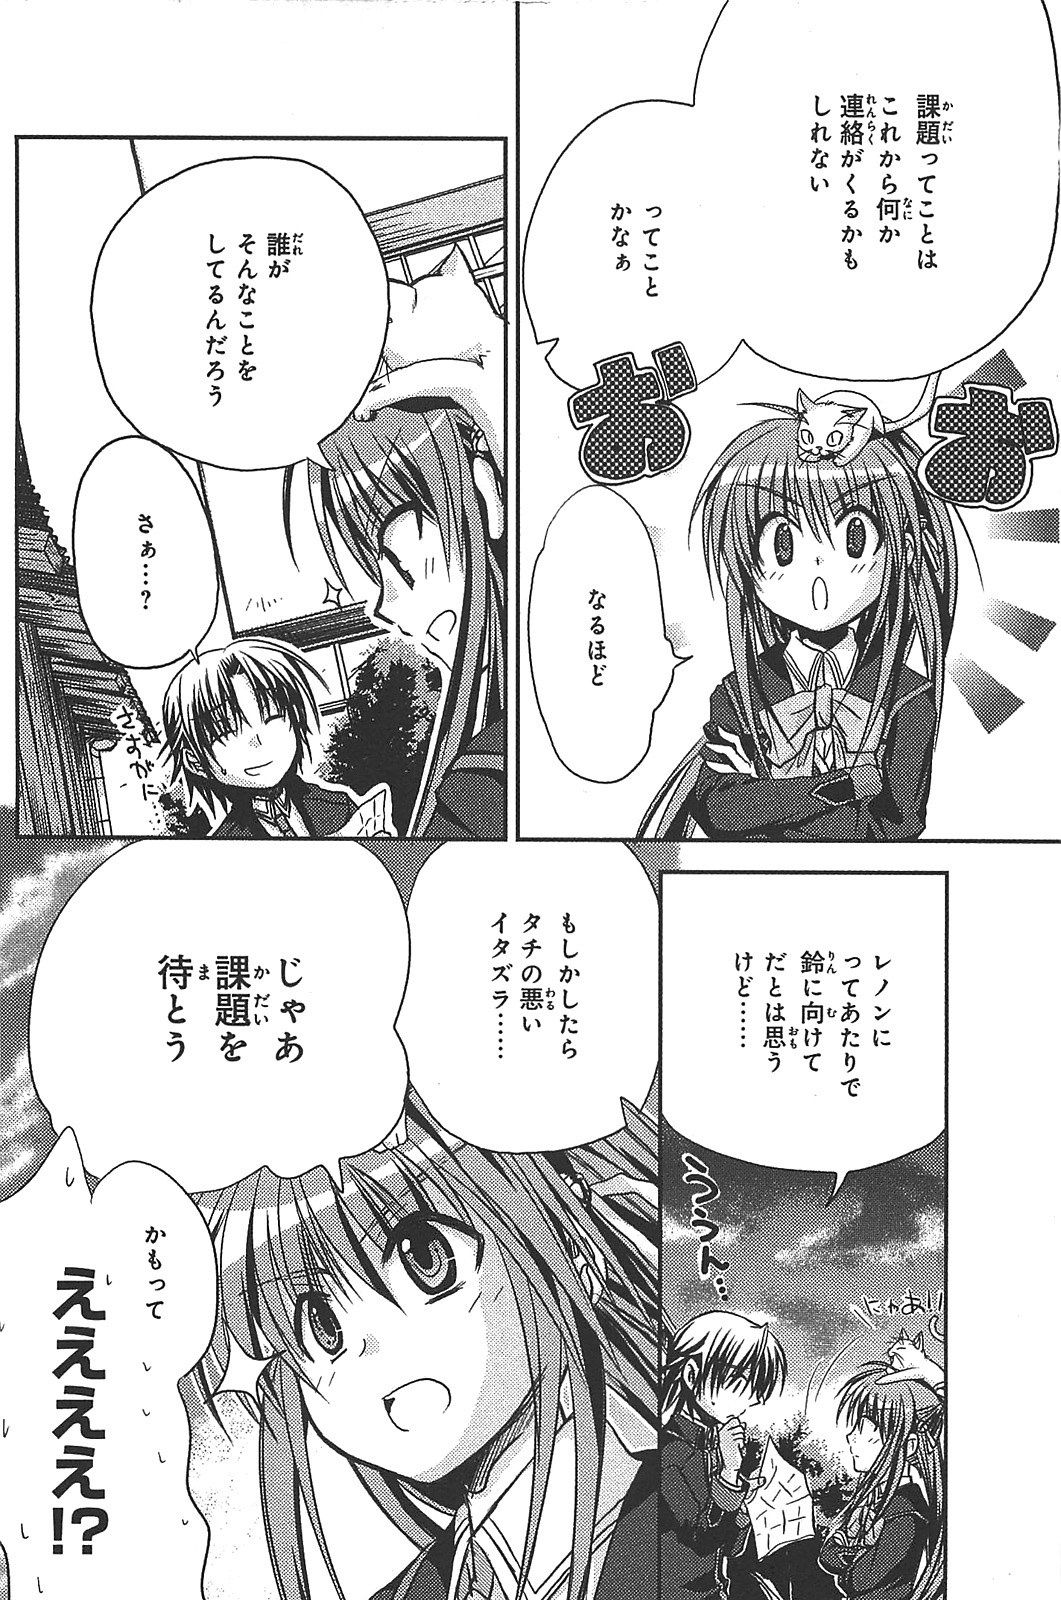 課題ってことは
これから何か
連絡がくるかも
しれない
ってこと
かなぁ
おお
なるほど
誰が
そんなことを
してるんだろう
さぁ…?
さすがに
レノンに
ってあたりで
鈴に向けて
だとは思う
けど……
ううん…
にゃあ!!
もしかしたら
タチの悪い
イタズラ……
じゃあ
課題を
待とう
かもって
えええええ!?